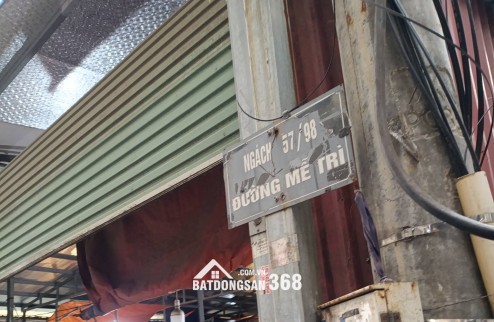 NGÁCH 57/98
ĐƯỜNG MỄ TRÌ
.COM.VN
BATDONGSAN 368